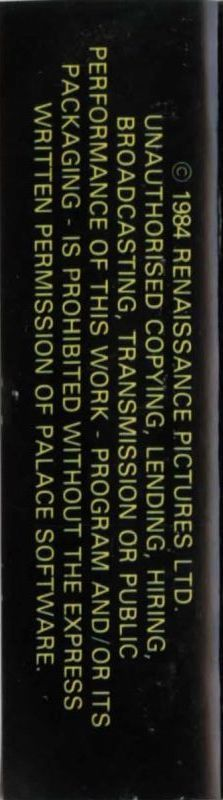 © 1984 RENAISSANCE PICTURES LTD.
UNAUTHORISED COPYING, LENDING, HIRING,
BROADCASTING, TRANSMISSION OR PUBLIC
PERFORMANCE OF THIS WORK - PROGRAM AND/OR ITS
PACKAGING - IS PROHIBITED WITHOUT THE EXPRESS
WRITTEN PERMISSION OF PALACE SOFTWARE.